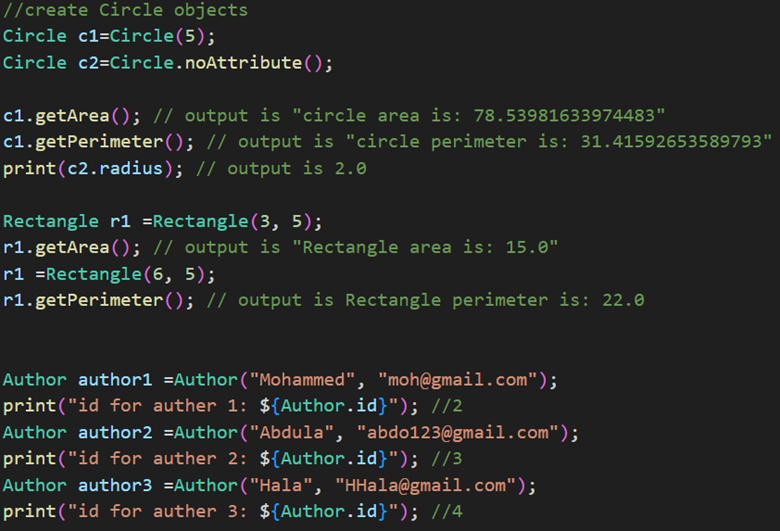 //create Circle objects
Circle c1=Circle(5);
Circle c2=Circle.noAttribute();
c1.getArea(); // output is "circle area is: 78.53981633974483"
c1.getPerimeter(); // output is "circle perimeter is: 31.41592653589793"
print(c2.radius); // output is 2.0
Rectangle r1 =Rectangle(3, 5);
r1.getArea(); // output is "Rectangle area is: 15.0"
r1 =Rectangle(6, 5);
r1.getPerimeter(); // output is Rectangle perimeter is: 22.0
Author author1 =Author("Mohammed", "moh@gmail.com");
print("id for auther 1: ${Author.id}"); //2
Author author2 =Author("Abdula", "abdo123@gmail.com");
print("id for auther 2: ${Author.id}"); //3
Author author3 =Author("Hala", "HHala@gmail.com");
print("id for auther 3: ${Author.id}"); //4